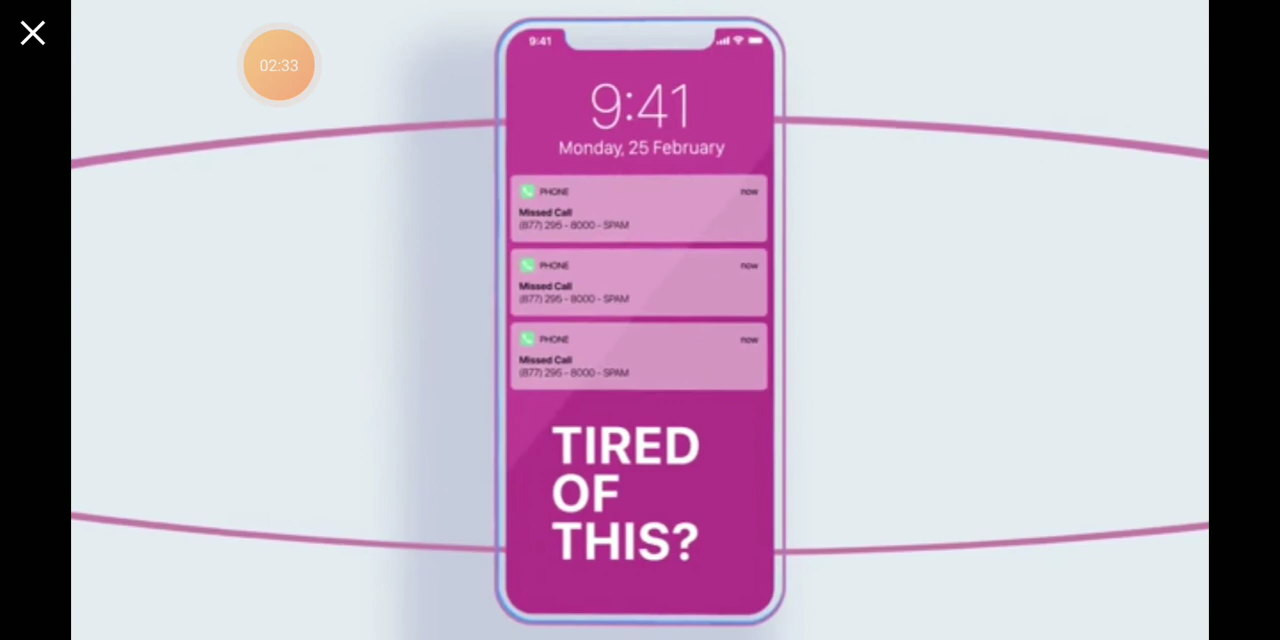 02:33
9:41
9:41
Monday, 25 February
PHONE now
Missed Call
(877) 295 - 8000 - SPAM
PHONE now
Missed Call
(877) 295 - 8000 - SPAM
PHONE now
Missed Call
(877) 295 - 8000 - SPAM
TIRED
OF
THIS?